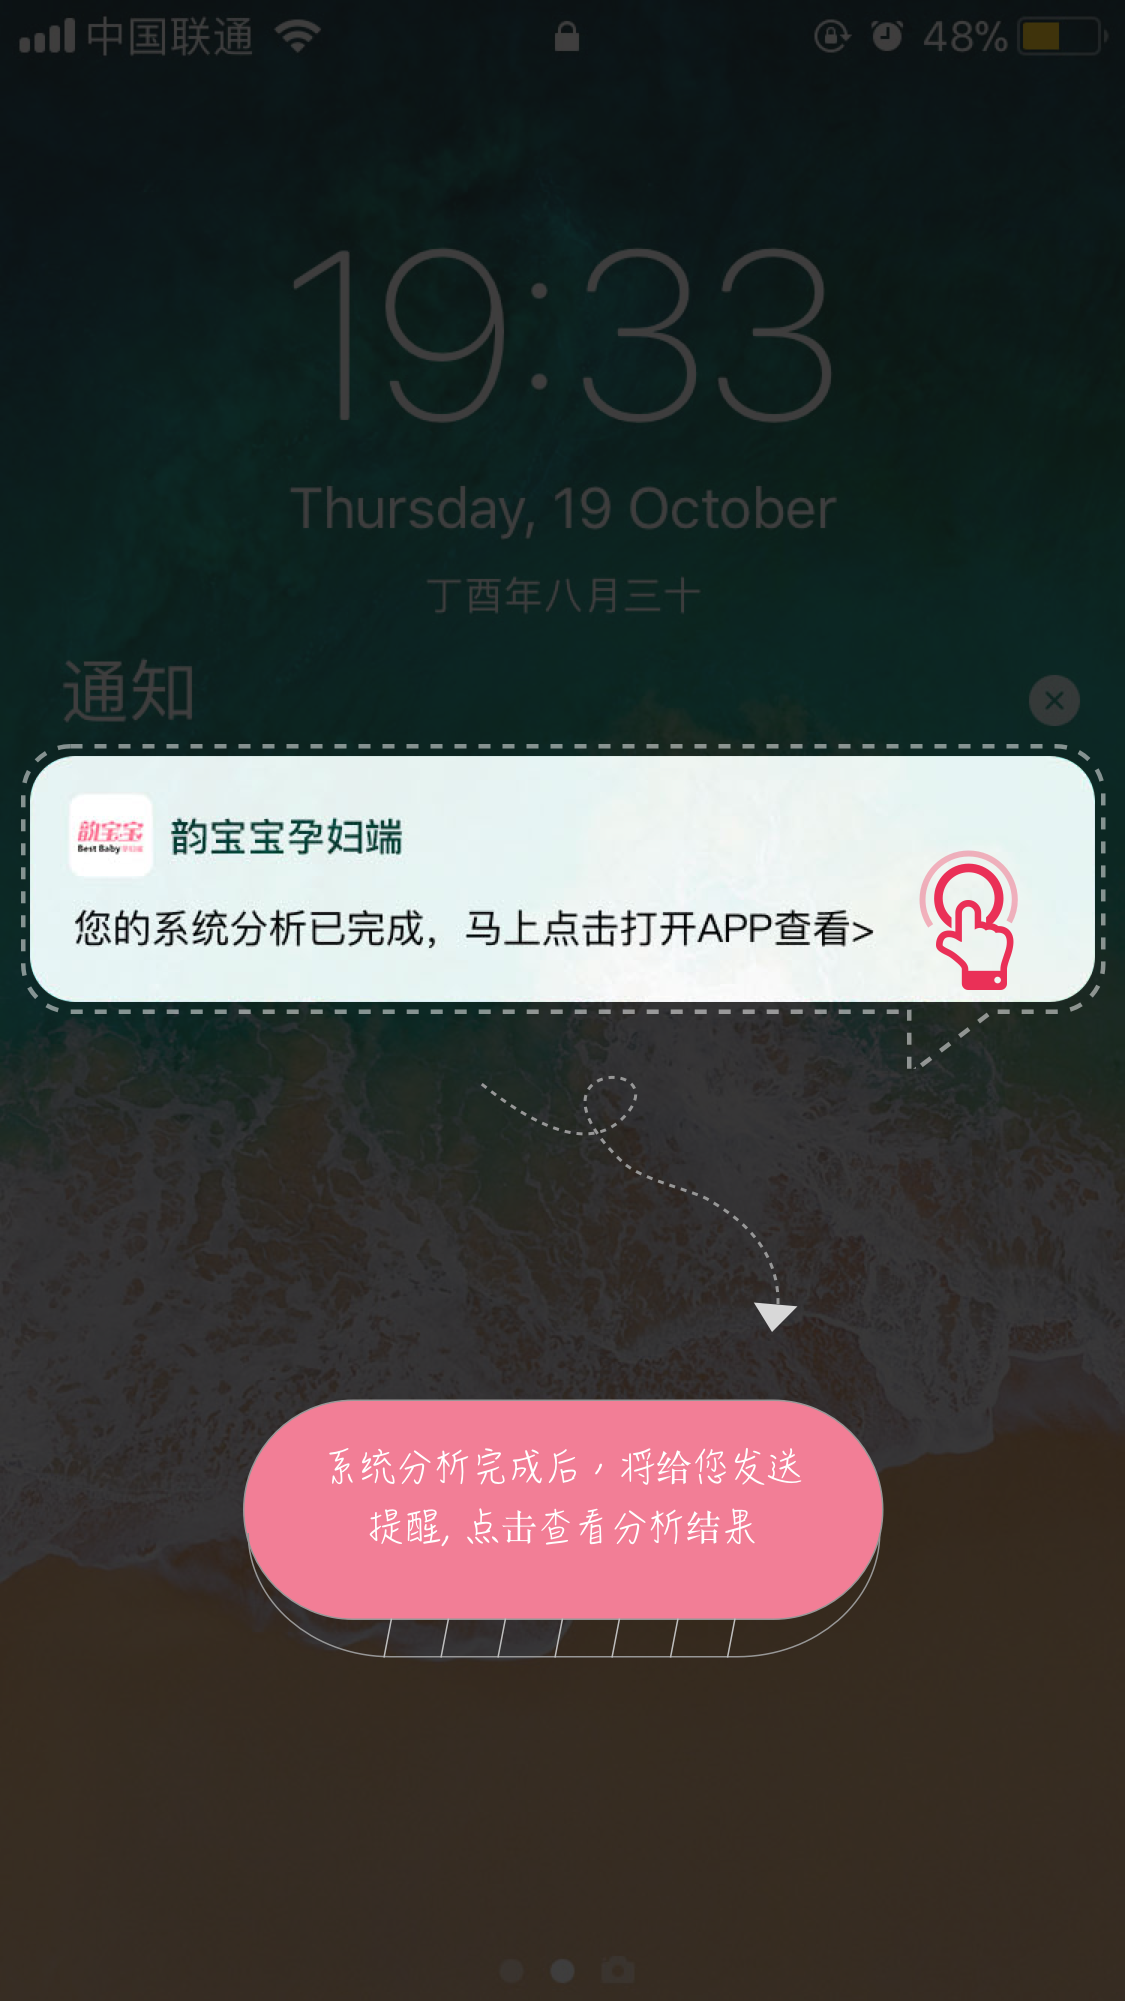 中国联通
48%
19:33
Thursday, 19 October
丁酉年八月三十
通知
韵宝宝
Best Baby 孕妇端
韵宝宝孕妇端
您的系统分析已完成，马上点击打开APP查看>
系统分析完成后，将给您发送
提醒,点击查看分析结果